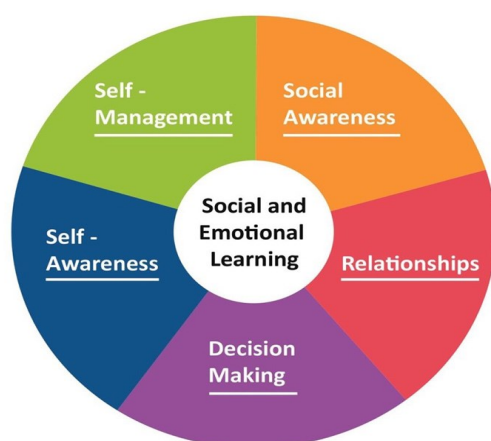 Self -
Management
Social
Awareness
Social and
Emotional
Learning
Self -
Awareness
Relationships
Decision
Making